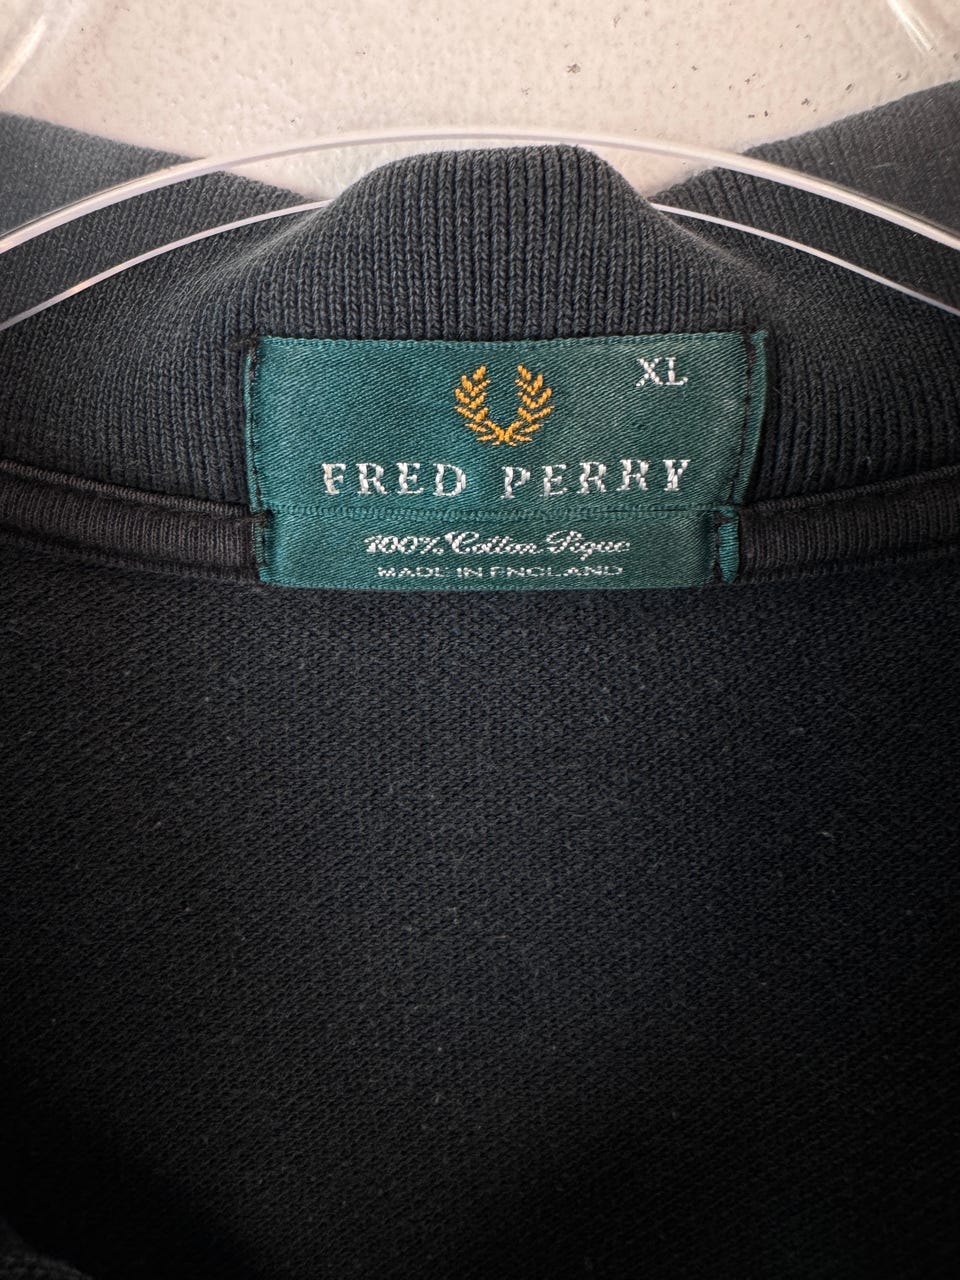 XL
FRED PERRY
100% Cotton Pique
MADE IN ENGLAND